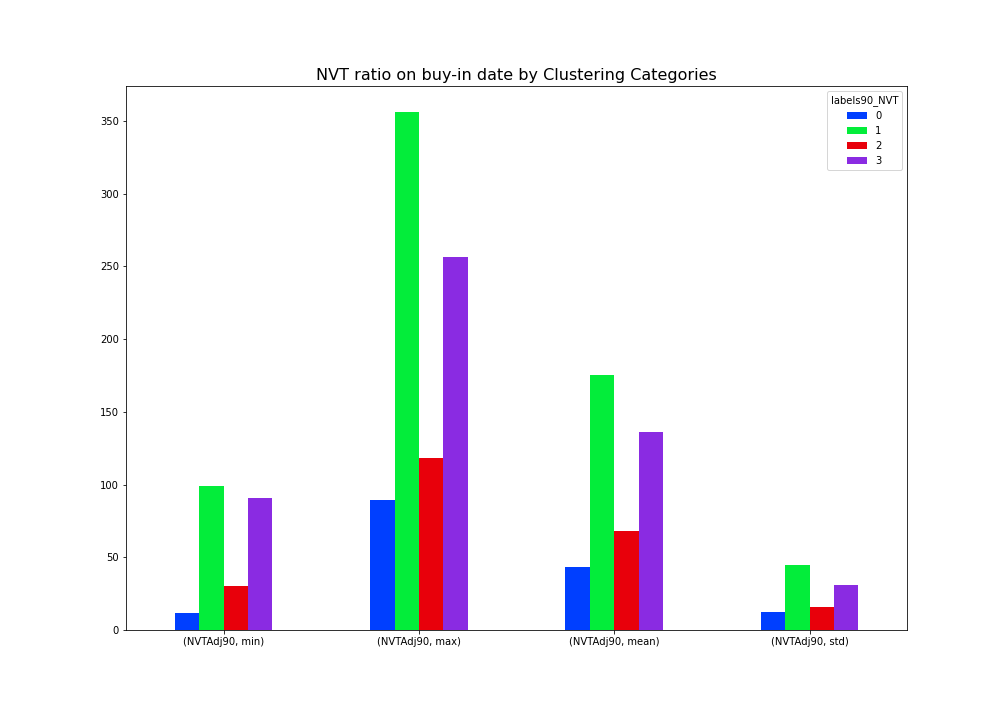 NVT ratio on buy-in date by Clustering Categories
labels90_NVT
0
1
2
3
350
300
250
200
150
100
50
0
(NVTAdj90, min)
(NVTAdj90, max)
(NVTAdj90, mean)
(NVTAdj90, std)